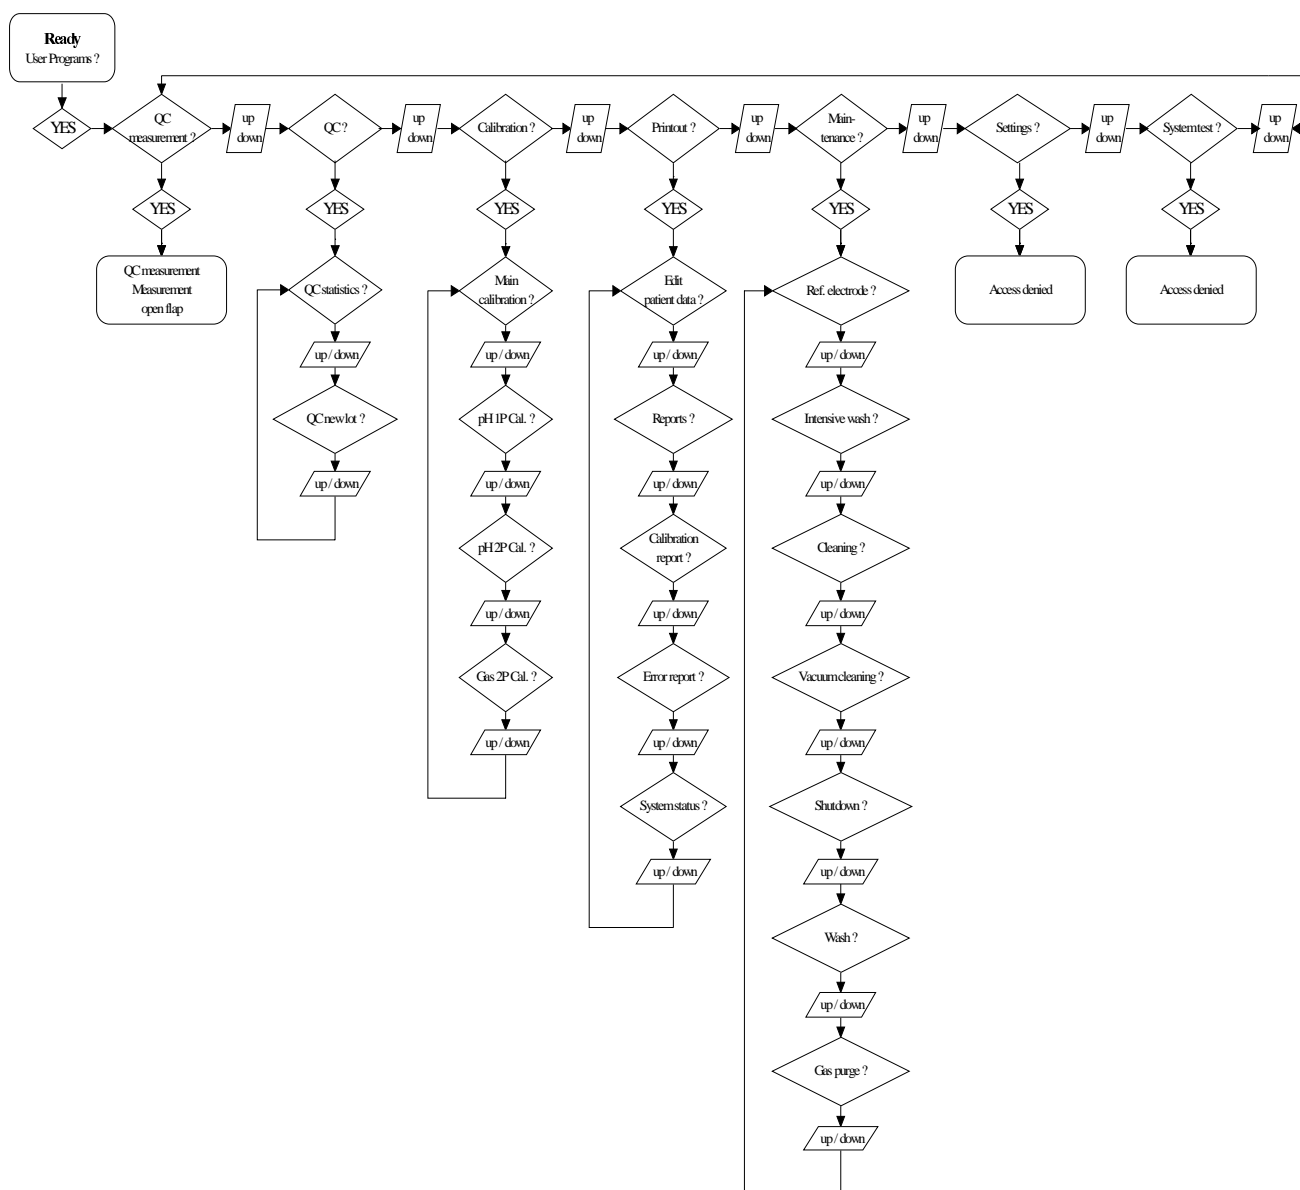 Ready
User Programs ?
YES
QC
measurement ?
up
down
QC ?
up
down
Calibration ?
up
down
Printout ?
up
down
Main-
tenance ?
up
down
Settings ?
up
down
System test ?
up
down
YES
YES
YES
YES
YES
YES
YES
QC measurement
Measurement
open flap
QC statistics ?
up / down
QC new lot ?
up / down
Main
calibration ?
up / down
pH 1P Cal. ?
up / down
pH 2P Cal. ?
up / down
Gas 2P Cal. ?
up / down
Edit
patient data ?
up / down
Reports ?
up / down
Calibration
report ?
up / down
Error report ?
up / down
System status ?
up / down
Ref. electrode ?
up / down
Intensive wash ?
up / down
Cleaning ?
up / down
Vacuum cleaning ?
up / down
Shutdown ?
up / down
Wash ?
up / down
Gas purge ?
up / down
Access denied
Access denied